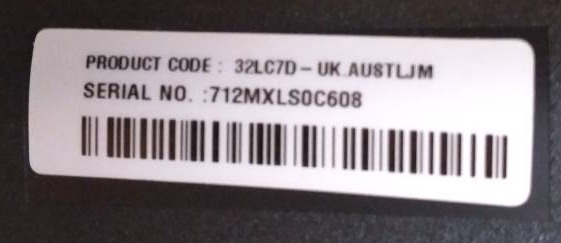 PRODUCT CODE : 32LC7D-UK.AUSTLJM
SERIAL NO. :712MXLS0C608